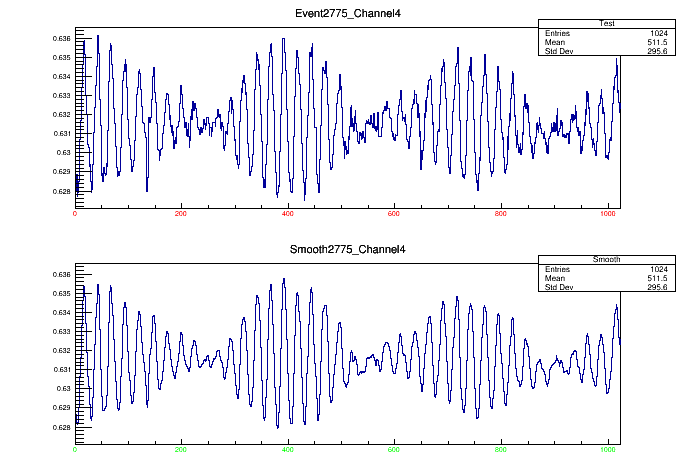 Event2775_Channel4
Test
Entries 1024
Mean 511.5
Std Dev 295.6
0.636
0.635
0.634
0.633
0.632
0.631
0.63
0.629
0.628
0 200 400 600 800 1000
Smooth2775_Channel4
Smooth
Entries 1024
Mean 511.5
Std Dev 295.6
0.636
0.635
0.634
0.633
0.632
0.631
0.63
0.629
0.628
0 200 400 600 800 1000